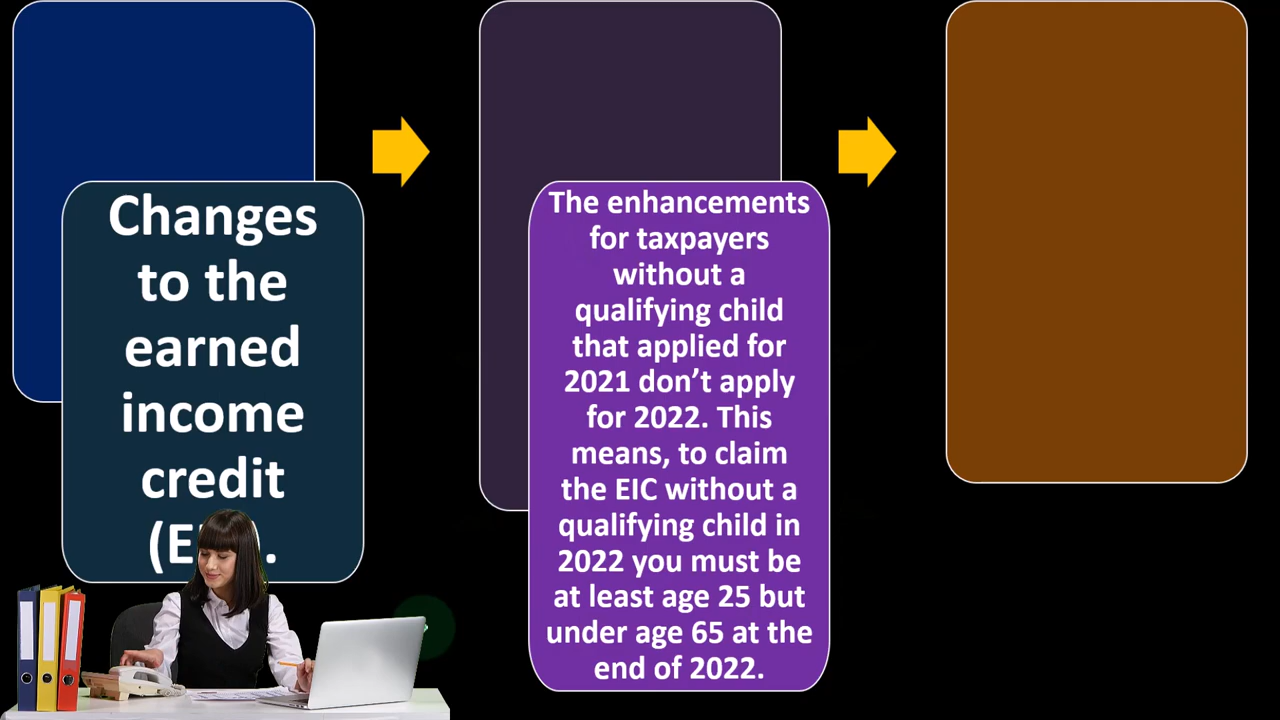 Changes
to the
earned
income
credit
The enhancements
for taxpayers
without a
qualifying child
that applied for
2021 don’t apply
for 2022. This
means, to claim
the EIC without a
qualifying child in
2022 you must be
at least age 25 but
under age 65 at the
end of 2022.